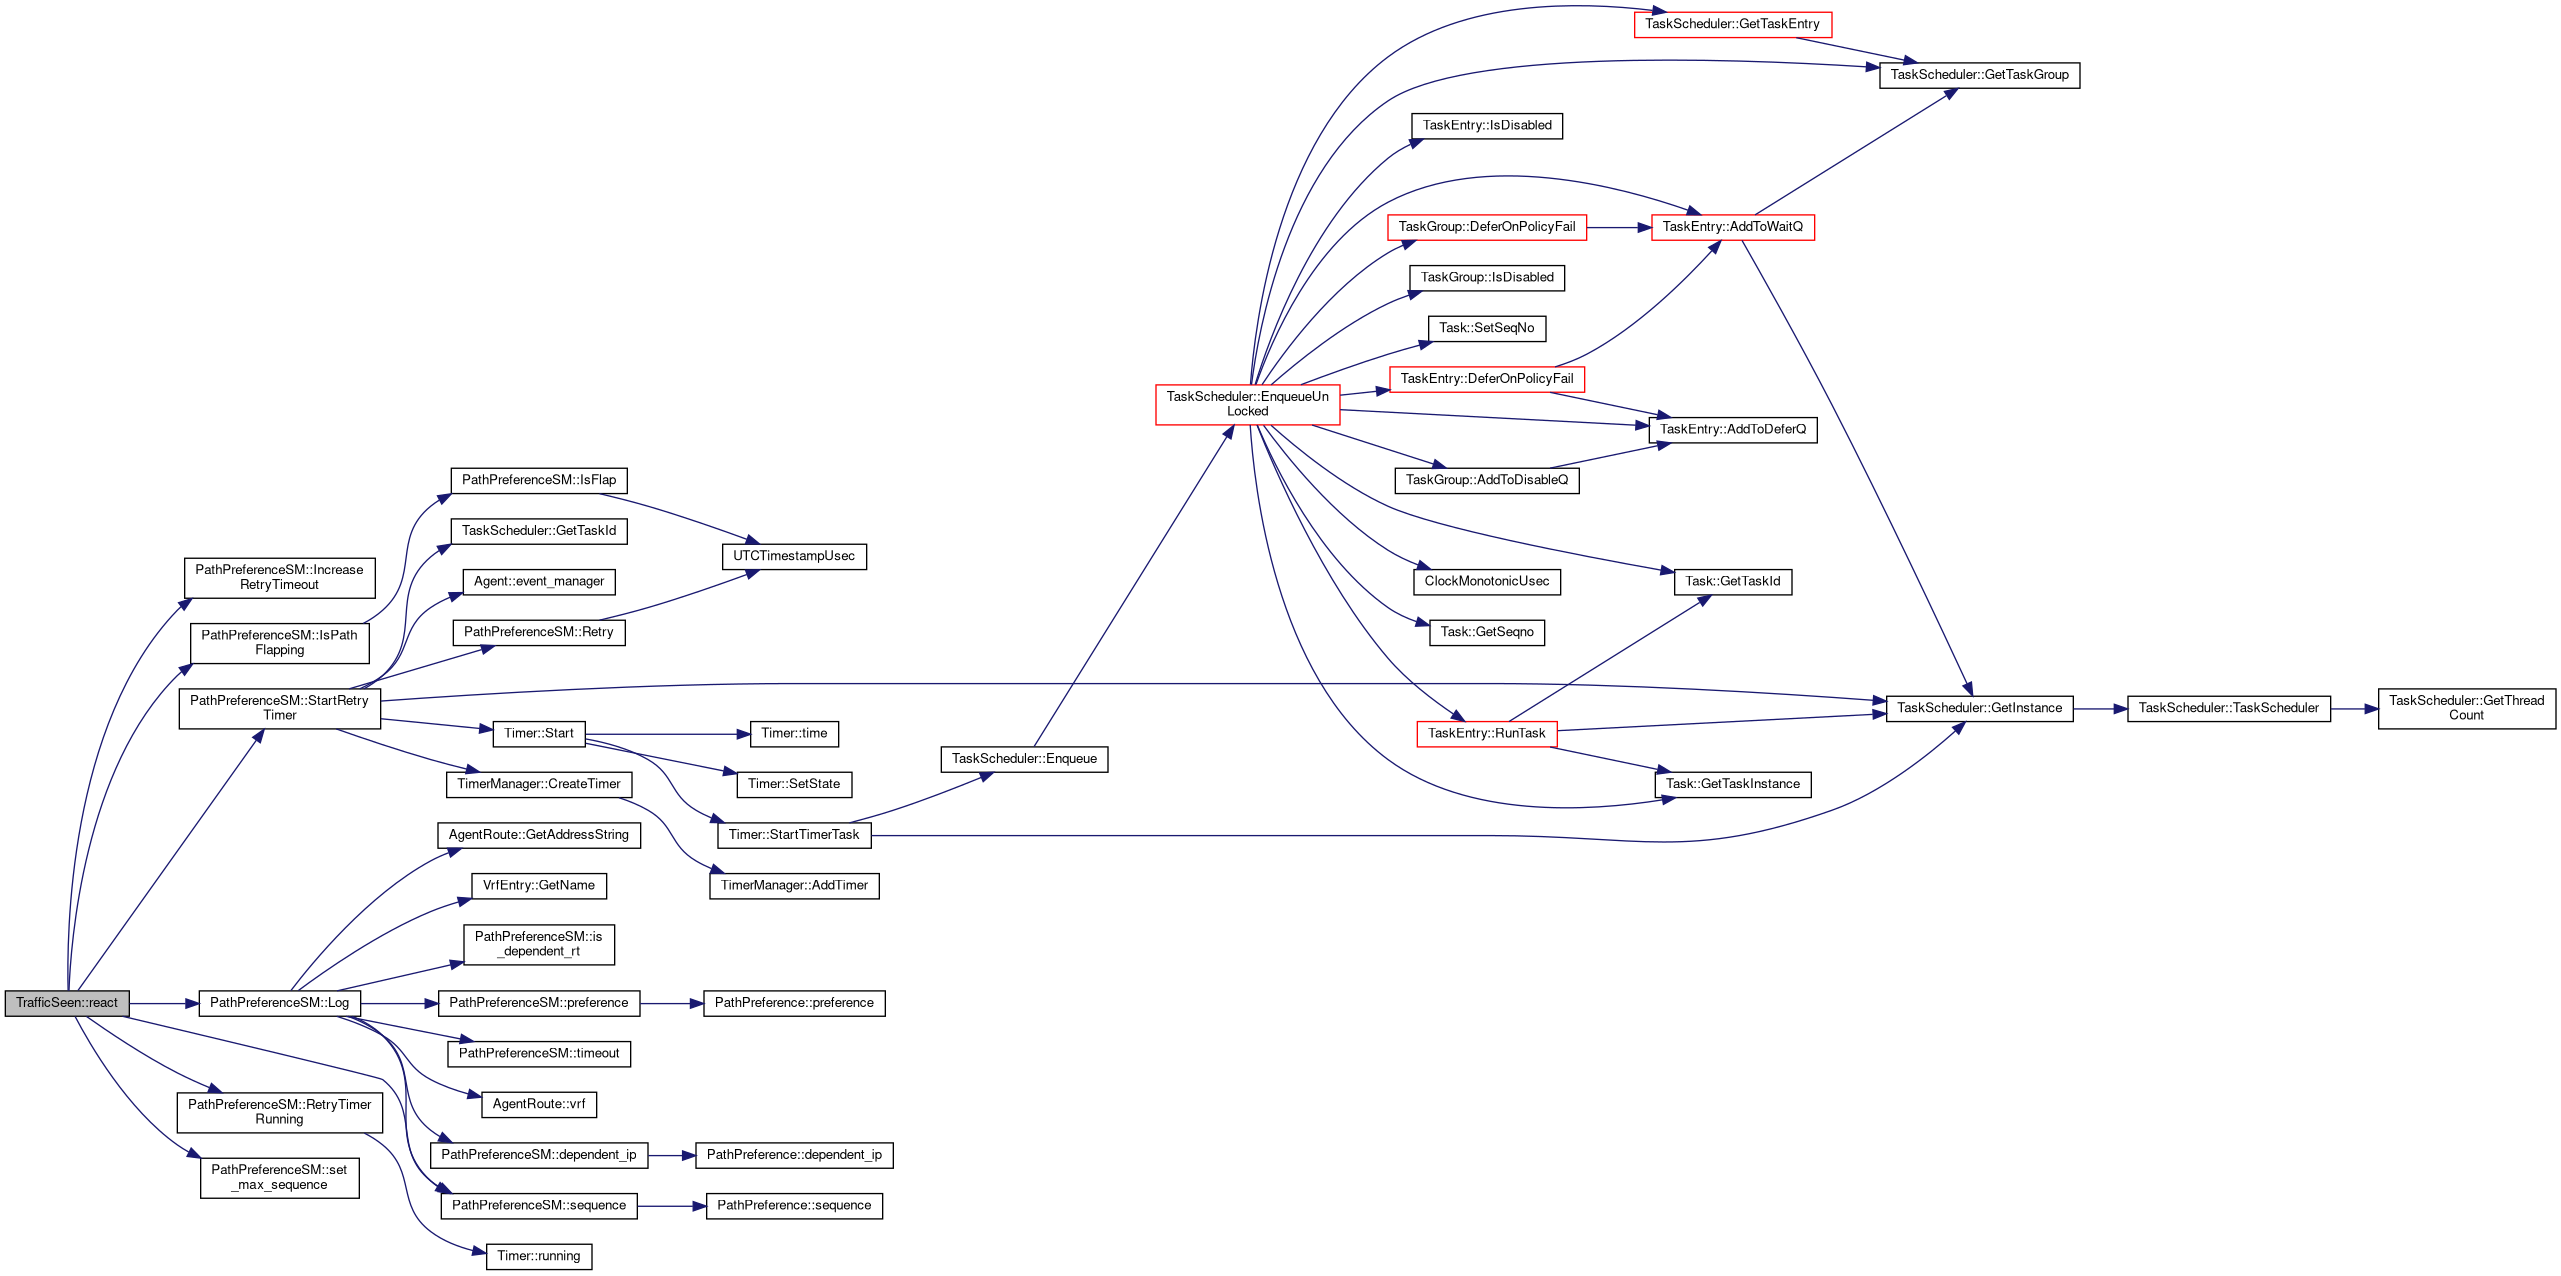 TrafficSeen::react
PathPreferenceSM::Increase
RetryTimeout
PathPreferenceSM::IsPath
Flapping
PathPreferenceSM::StartRetry
Timer
PathPreferenceSM::Log
PathPreferenceSM::RetryTimer
Running
PathPreferenceSM::set
_max_sequence
PathPreferenceSM::IsFlap
TaskScheduler::GetTaskId
Agent::event_manager
PathPreferenceSM::Retry
Timer::Start
TimerManager::CreateTimer
AgentRoute::GetAddressString
VrfEntry::GetName
PathPreferenceSM::is
_dependent_rt
PathPreferenceSM::preference
PathPreferenceSM::timeout
AgentRoute::vrf
PathPreferenceSM::dependent_ip
PathPreferenceSM::sequence
Timer::running
UTCTimestampUsec
Timer::time
Timer::SetState
Timer::StartTimerTask
TimerManager::AddTimer
PathPreference::preference
PathPreference::dependent_ip
PathPreference::sequence
TaskScheduler::Enqueue
TaskScheduler::EnqueueUn
Locked
TaskEntry::IsDisabled
TaskGroup::DeferOnPolicyFail
TaskGroup::IsDisabled
Task::SetSeqNo
TaskEntry::DeferOnPolicyFail
TaskGroup::AddToDisableQ
ClockMonotonicUsec
Task::GetSeqno
TaskEntry::RunTask
TaskScheduler::GetTaskEntry
TaskEntry::AddToWaitQ
TaskEntry::AddToDeferQ
Task::GetTaskId
Task::GetTaskInstance
TaskScheduler::GetTaskGroup
TaskScheduler::GetInstance
TaskScheduler::TaskScheduler
TaskScheduler::GetThread
Count